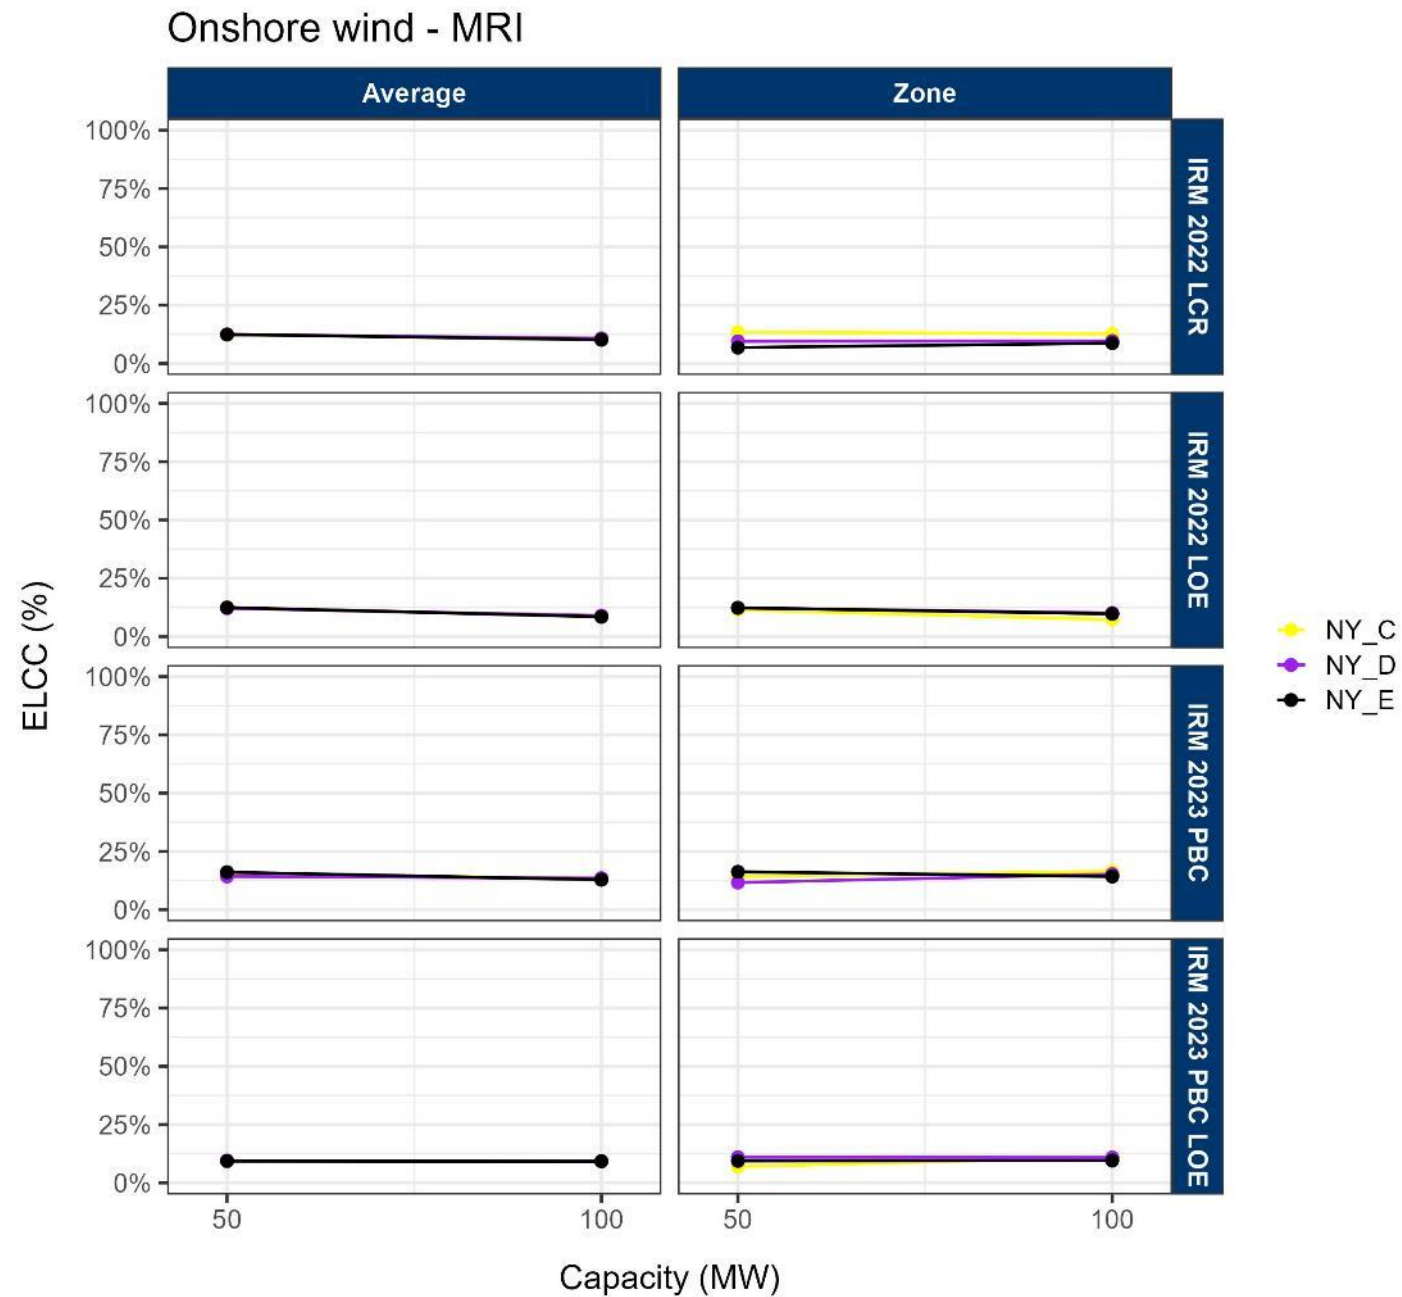 Onshore wind - MRI
Average
Zone
100%
75%
50%
25%
0%
IRM 2022 LCR
100%
75%
50%
25%
0%
IRM 2022 LOE
100%
75%
50%
25%
0%
IRM 2023 PBC
100%
75%
50%
25%
0%
IRM 2023 PBC LOE
50
100
50
100
ELCC (%)
Capacity (MW)
NY_C
NY_D
NY_E